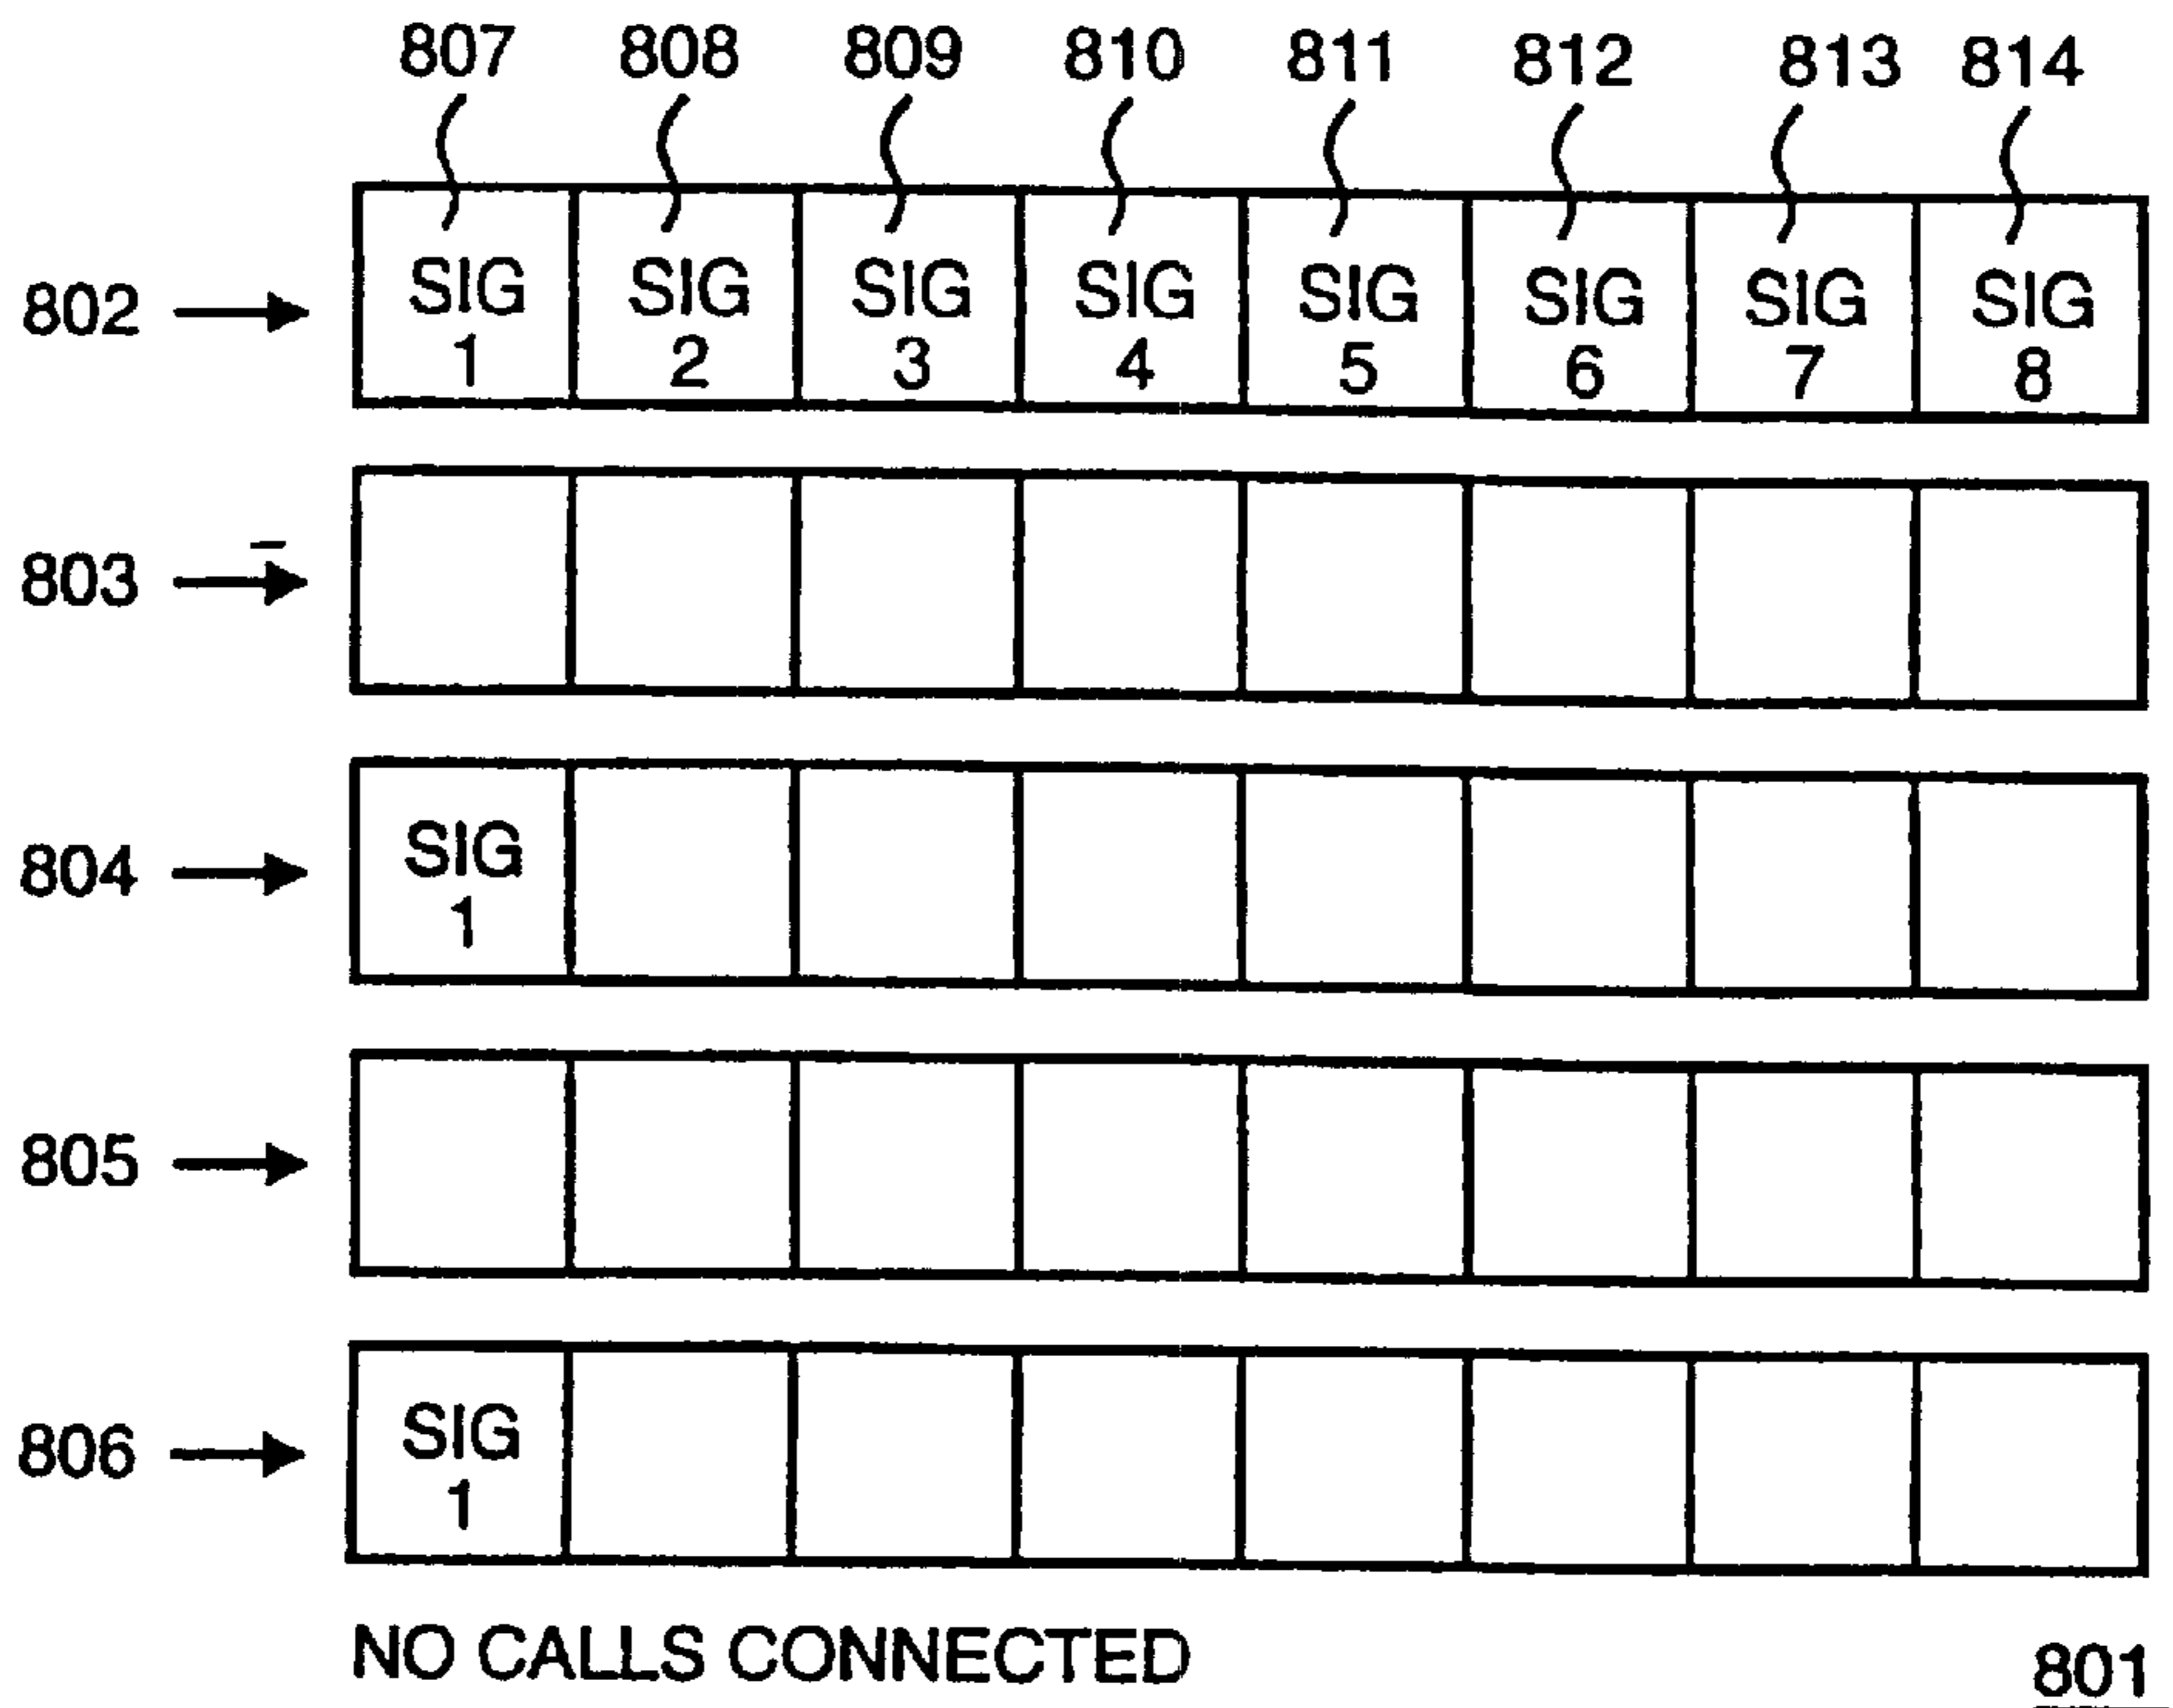 807 808 809 810 811 812 813 814
802 SIG 1 SIG 2 SIG 3 SIG 4 SIG 5 SIG 6 SIG 7 SIG 8
803
804 SIG 1
805
806 SIG 1
NO CALLS CONNECTED
801